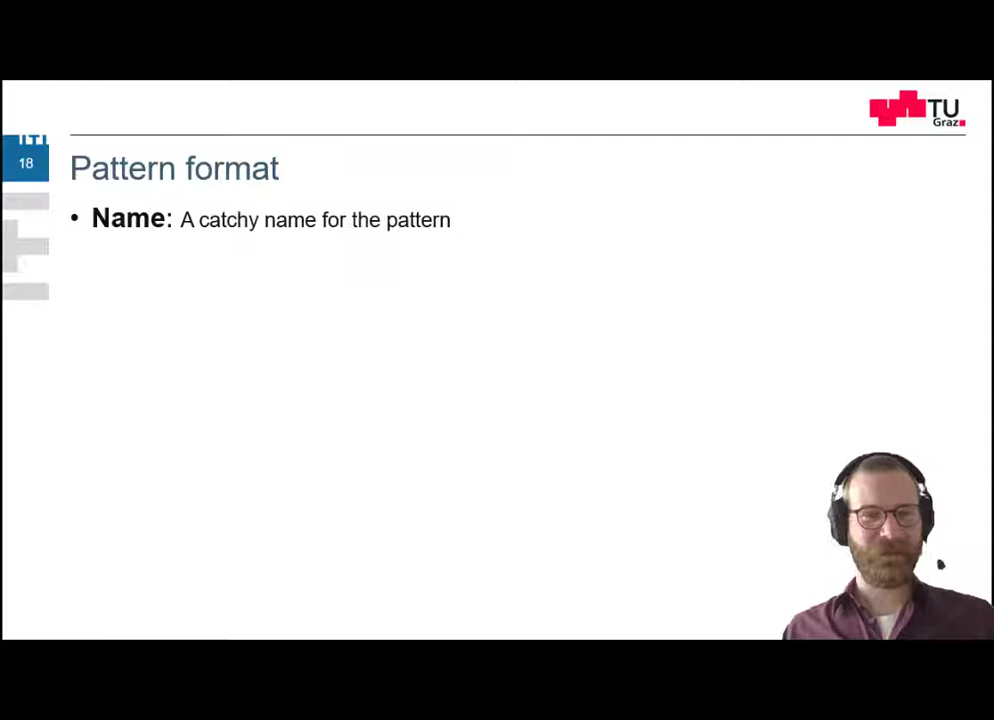 TU
Graz
18
Pattern format
• Name: A catchy name for the pattern